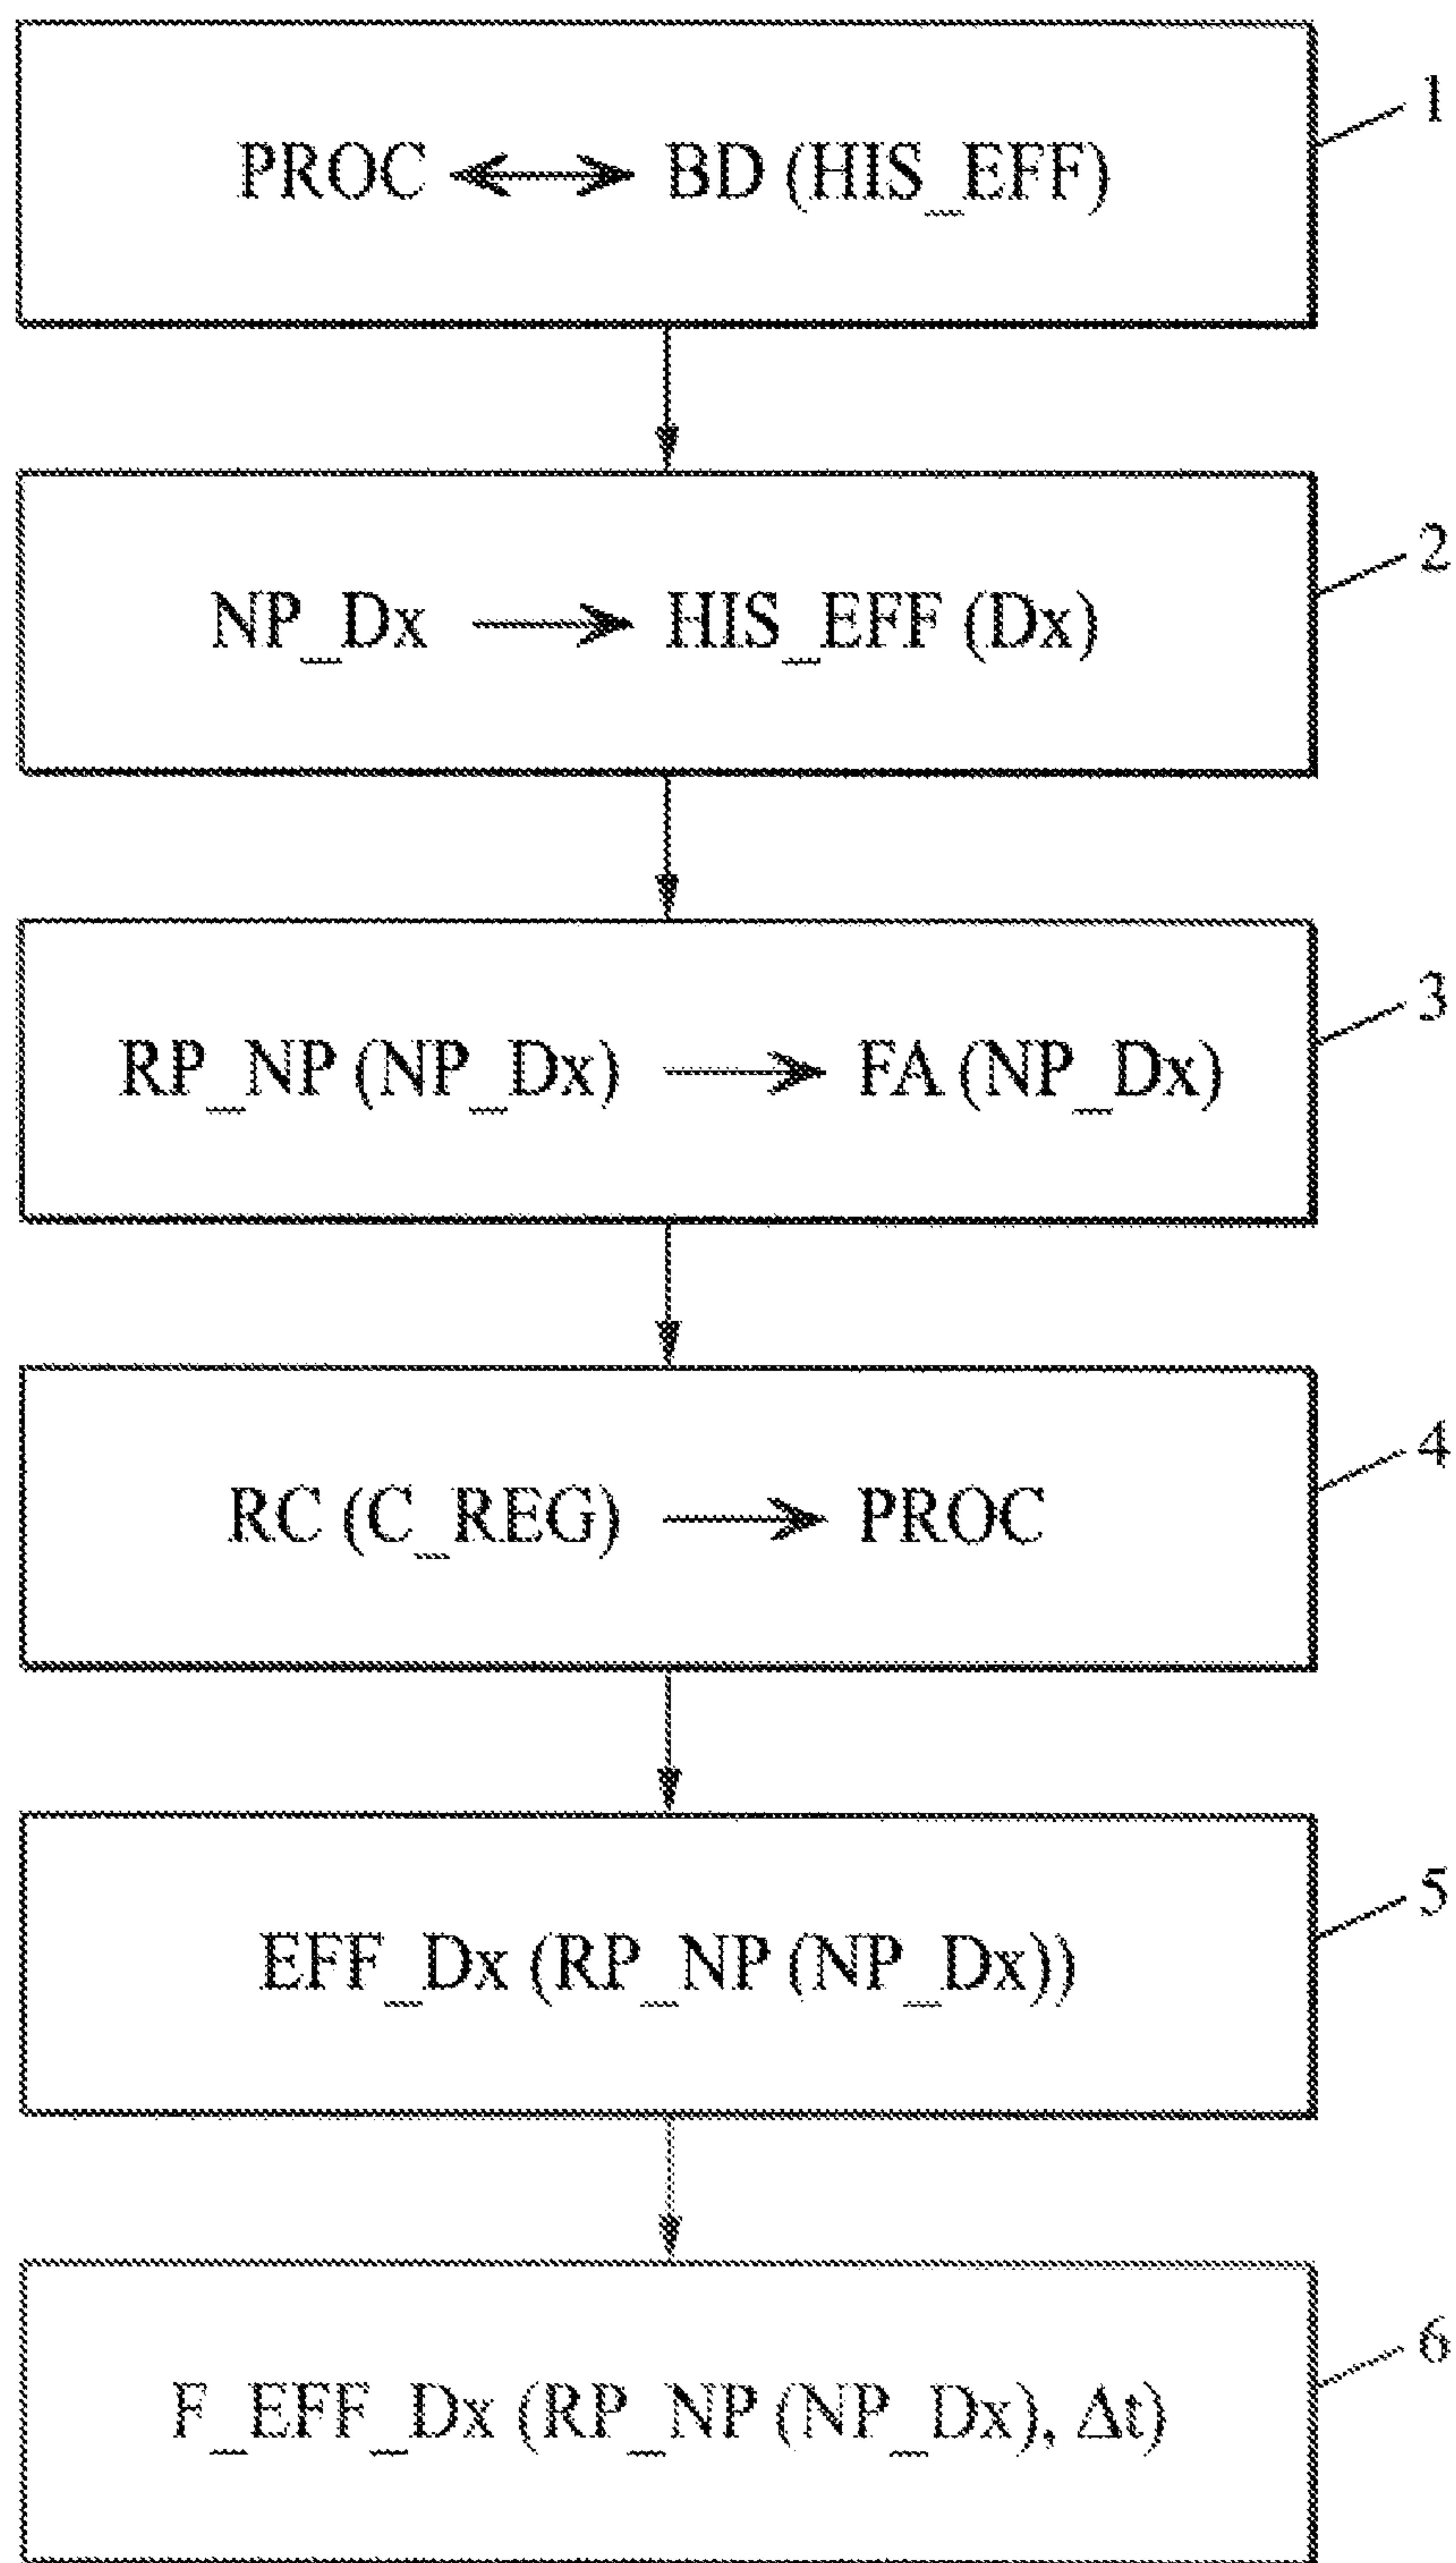 PROC ⟷ BD (HIS_EFF)
1
NP_Dx ⟶ HIS_EFF (Dx)
2
RP_NP (NP_Dx) ⟶ FA (NP_Dx)
3
RC (C_REG) ⟶ PROC
4
EFF_Dx (RP_NP (NP_Dx))
5
F_EFF_Dx (RP_NP (NP_Dx), Δt)
6